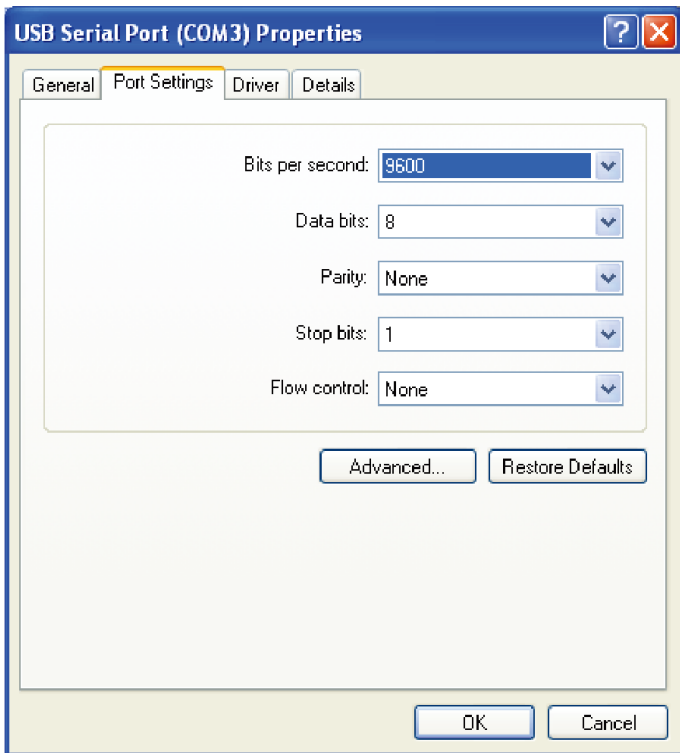 USB Serial Port (COM3) Properties
General Port Settings Driver Details
Bits per second: 9600
Data bits: 8
Parity: None
Stop bits: 1
Flow control: None
Advanced... Restore Defaults
OK Cancel